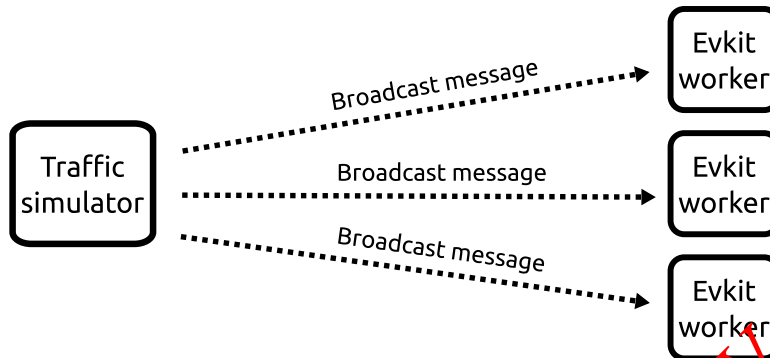 Evkit
worker
Broadcast message
Traffic
simulator
Broadcast message
Evkit
worker
Broadcast message
Evkit
worker